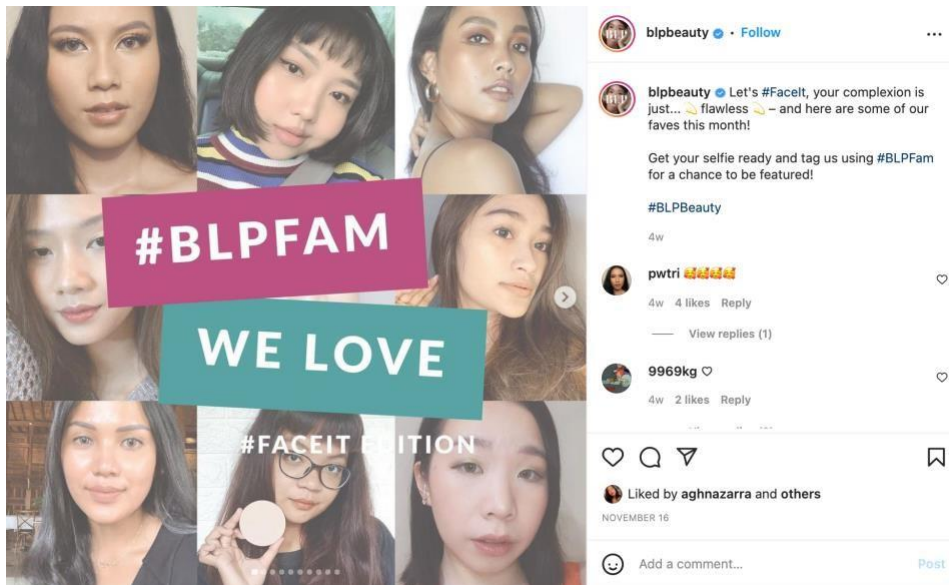 #BLPFAM
WE LOVE
#FACEIT EDITION
blpbeauty • Follow
blpbeauty Let's #FaceIt, your complexion is
just... 💫 flawless 💫 – and here are some of our
faves this month!
Get your selfie ready and tag us using #BLPFam
for a chance to be featured!
#BLPBeauty
4w
pwtri 🥰🥰🥰🥰
4w 4 likes Reply
View replies (1)
9969kg ♡
4w 2 likes Reply
Liked by aghnazarra and others
NOVEMBER 16
Add a comment... Post